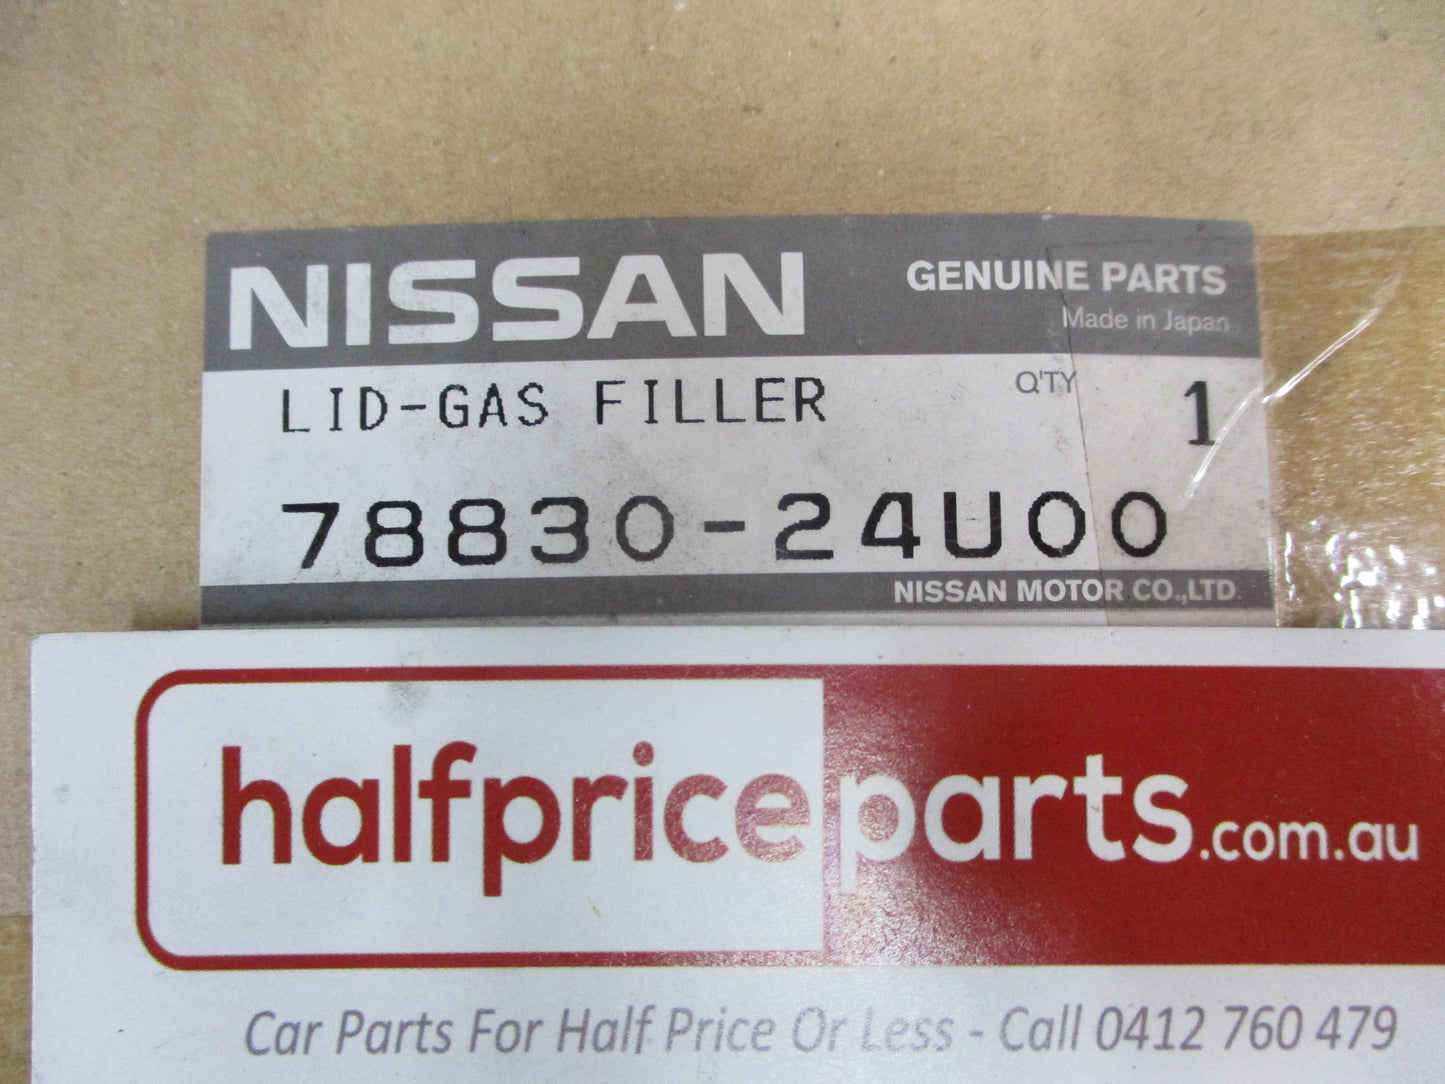 NISSAN
GENUINE PARTS
Made in Japan
LID-GAS FILLER
Q'TY 1
78830-24U00
NISSAN MOTOR CO.,LTD.
halfpriceparts.com.au
Car Parts For Half Price Or Less - Call 0412 760 479